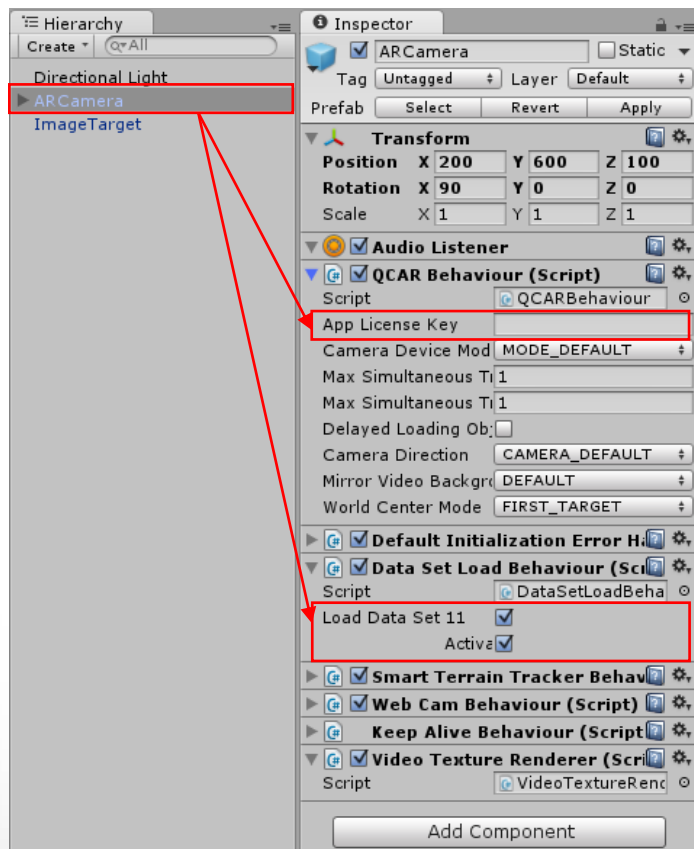 Hierarchy
Create
All
Directional Light
ARCamera
ImageTarget
Inspector
ARCamera
Static
Tag Untagged Layer Default
Prefab Select Revert Apply
Transform
Position X 200 Y 600 Z 100
Rotation X 90 Y 0 Z 0
Scale X 1 Y 1 Z 1
Audio Listener
QCAR Behaviour (Script)
Script QCARBehaviour
App License Key
Camera Device Mod MODE_DEFAULT
Max Simultaneous Tr 1
Max Simultaneous Tr 1
Delayed Loading Obj
Camera Direction CAMERA_DEFAULT
Mirror Video Backgro DEFAULT
World Center Mode FIRST_TARGET
Default Initialization Error Ha
Data Set Load Behaviour (Scri
Script DataSetLoadBeha
Load Data Set 11
Activa
Smart Terrain Tracker Behav
Web Cam Behaviour (Script)
Keep Alive Behaviour (Script
Video Texture Renderer (Scri
Script VideoTextureRend
Add Component